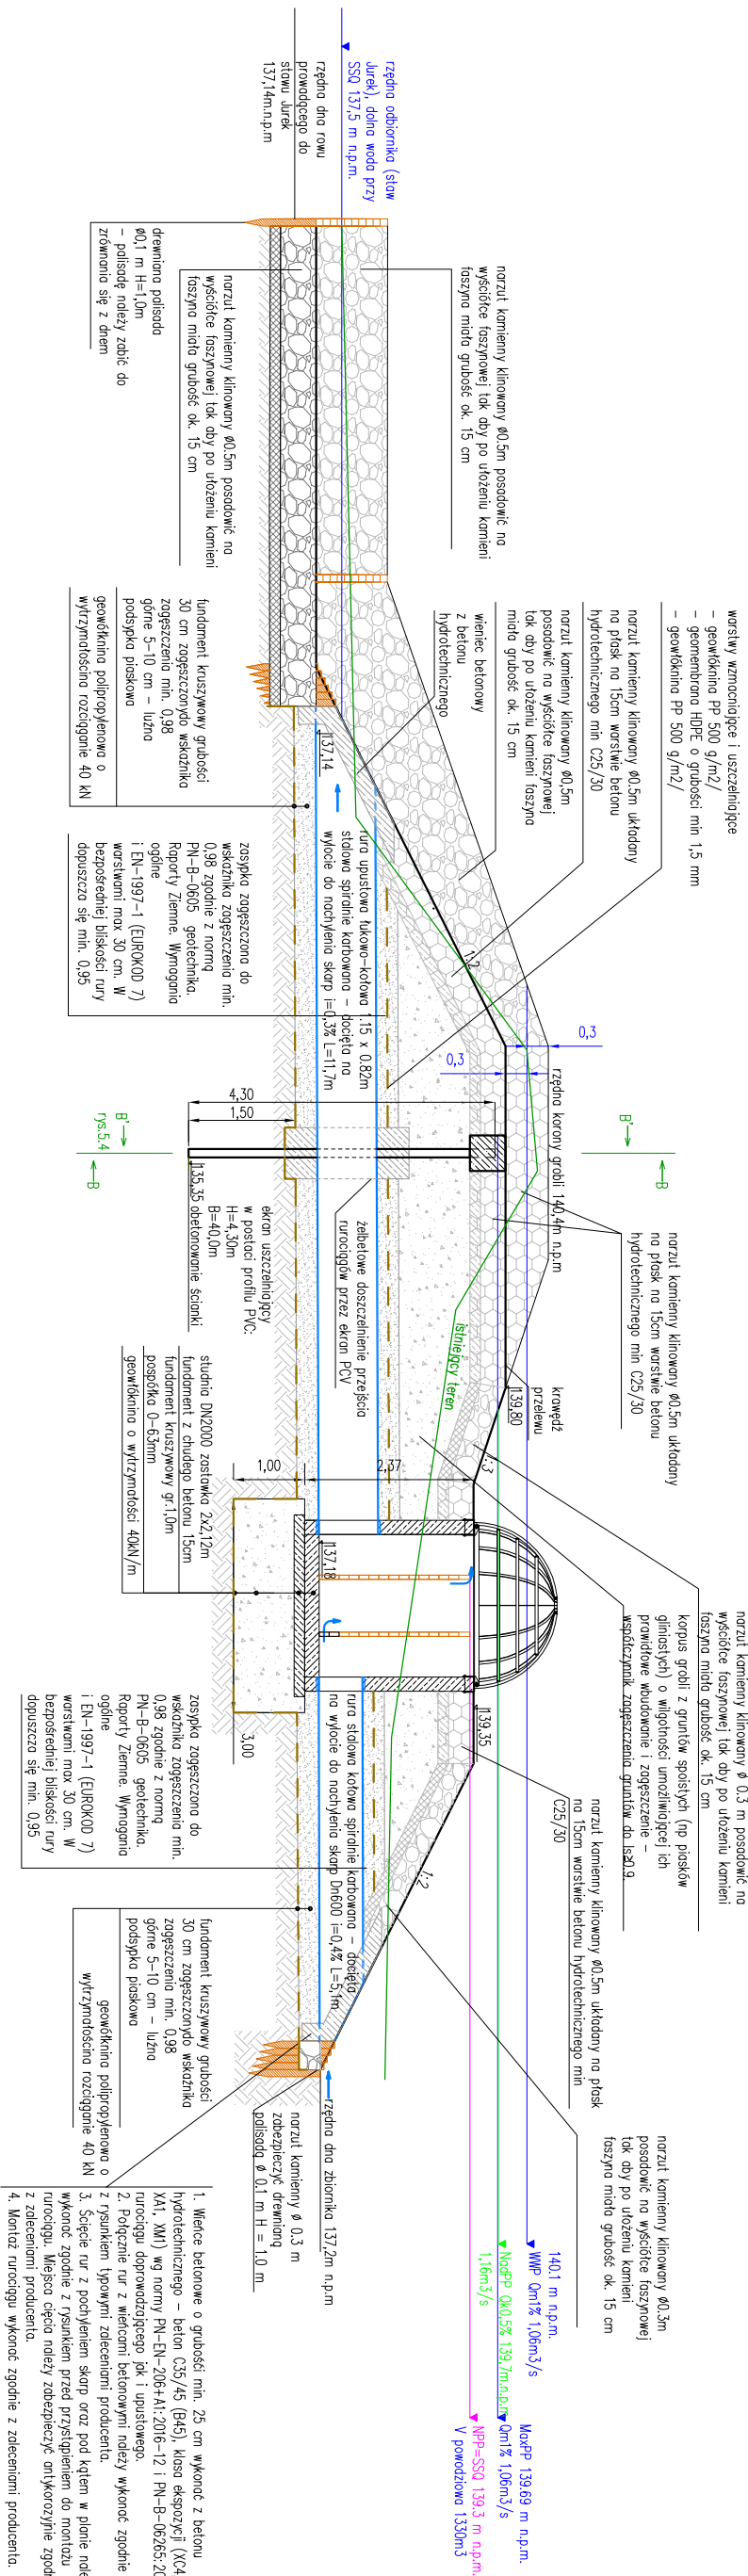 rzędna odbiornika (staw
Jurek), dolna woda przy
SSQ 137,5 m n.p.m.
rzędna dna rowu
prowadzącego do
stawu Jurek
137,14m.n.p.m
drewniana palisada
ø0,1 m H=1,0m
- palisadę należy zabić do
zrównania się z dnem
narzut kamienny klinowany ø0.5m posadowić na
wyściółce faszynowej tak aby po ułożeniu kamieni
faszyna miała grubość ok. 15 cm
narzut kamienny klinowany ø0.5m posadowić na
wyściółce faszynowej tak aby po ułożeniu kamieni
faszyna miała grubość ok. 15 cm
warstwy wzmacniające i uszczelniające
- geowłóknina PP 500 g/m2/
- geomembrana HDPE o grubości min 1,5 mm
- geowłóknina PP 500 g/m2/
narzut kamienny klinowany ø0.5m układany
na płask na 15cm warstwie betonu
hydrotechnicznego min C25/30
narzut kamienny klinowany ø0,5m
posadowić na wyściółce faszynowej
tak aby po ułożeniu kamieni faszyna
miała grubość ok. 15 cm
wieniec betonowy
z betonu
hydrotechnicznego
fundament kruszywowy grubości
30 cm zagęszczonydo wskaźnika
zagęszczenia min. 0,98
górne 5-10 cm - luźna
podsypka piaskowa
geowółknina polipropylenowa o
wytrzymałościna rozciąganie 40 kN
137,14
rura upustowa łukowo-kołowa 1.15 x 0.82m
stalowa spiralnie karbowana - docięta na
wylocie do nachylenia skarp i=0,3% L=11,7m
zasypka zagęszczona do
wskaźnika zagęszczenia min.
0,98 zgodnie z normą
PN-B-0605 geotechnika.
Raporty Ziemne. Wymagania
ogólne
i EN-1997-1 (EUROKOD 7)
warstwami max 30 cm. W
bezpośredniej bliskości rury
dopuszcza się min. 0,95
1:2
0,3
0,3
rzędna korony grobli 140,4m n.p.m
4,30
1,50
B'
B
B'
B
rys.5.4
135,35 obetonowanie ścianki
ekran uszczelniający
w postaci profilu PVC:
H=4,30m
B=40,0m
żelbetowe doszczelnienie przejścia
rurociągów przez ekran PCV
narzut kamienny klinowany ø0.5m układany
na płask na 15cm warstwie betonu
hydrotechnicznego min C25/30
istniejący teren
krawędź
przelewu
139,80
1:3
2,37
1,00
studnia DN2000 zastawka 2x2,12m
fundament z chudego betonu 15cm
fundament kruszywowy gr.1,0m
pospółka 0-63mm
geowłóknina o wytrzymałości 40kN/m
137,18
3,00
139,35
narzut kamienny klinowany ø 0.3 m posadowić na
wyściółce faszynowej tak aby po ułożeniu kamieni
faszyna miała grubość ok. 15 cm
korpus grobli z gruntów spoistych (np piasków
gliniastych) o wilgotności umożliwiającej ich
prawidłowe wbudowanie i zagęszczenie -
współczynnik zagęszczenia gruntów do Is≥0.9.
narzut kamienny klinowany ø0.5m układany na płask
na 15cm warstwie betonu hydrotechnicznego min
C25/30
1:2
rura stalowa kołowa spiralnie karbowana - docięta
na wylocie do nachylenia skarp Dn600 i=0,4% L=5,1m
zasypka zagęszczona do
wskaźnika zagęszczenia min.
0,98 zgodnie z normą
PN-B-0605 geotechnika.
Raporty Ziemne. Wymagania
ogólne
i EN-1997-1 (EUROKOD 7)
warstwami max 30 cm. W
bezpośredniej bliskości rury
dopuszcza się min. 0,95
fundament kruszywowy grubości
30 cm zagęszczonydo wskaźnika
zagęszczenia min. 0,98
górne 5-10 cm - luźna
podsypka piaskowa
geowółknina polipropylenowa o
wytrzymałościna rozciąganie 40 kN
rzędna dna zbiornika 137,2m n.p.m
narzut kamienny ø 0.3 m
zabezpieczyć drewnianą
palisadą ø 0.1 m H = 1.0 m
narzut kamienny klinowany ø0.3m
posadowić na wyściółce faszynowej
tak aby po ułożeniu kamieni
faszyna miała grubość ok. 15 cm
140.1 m n.p.m.
WWP Qm1% 1,06m3/s
NadPP Qk0,5% 139,7m.n.p.m
1,16m3/s
MaxPP 139.69 m n.p.m.
Qm1% 1,06m3/s
NPP=SSQ 139.3 m n.p.m.
V powodziowa 1330m3
1. Wieńce betonowe o grubości min. 25 cm wykonać z betonu
hydrotechnicznego - beton C35/45 (B45), klasa ekspozycji (XC4
XA1, XM1) wg normy PN-EN-206+A1:2016-12 i PN-B-06265:20
rurociągu doprowadzającego jak i upustowego.
2. Połącznie rur z wieńcami betonowymi należy wykonać zgodnie
z rysunkiem typowymi zaleceniami producenta.
3. Ścięcie rur z pochyleniem skarp oraz pod kątem w planie nale
wykonać zgodnie z rysunkiem przed przystąpieniem do montażu
rurociągu. Miejsca cięcia należy zabezpieczyć antykorozyjnie zgodn
z zaleceniami producenta.
4. Montaż rurociągu wykonać zgodnie z zaleceniami producenta.